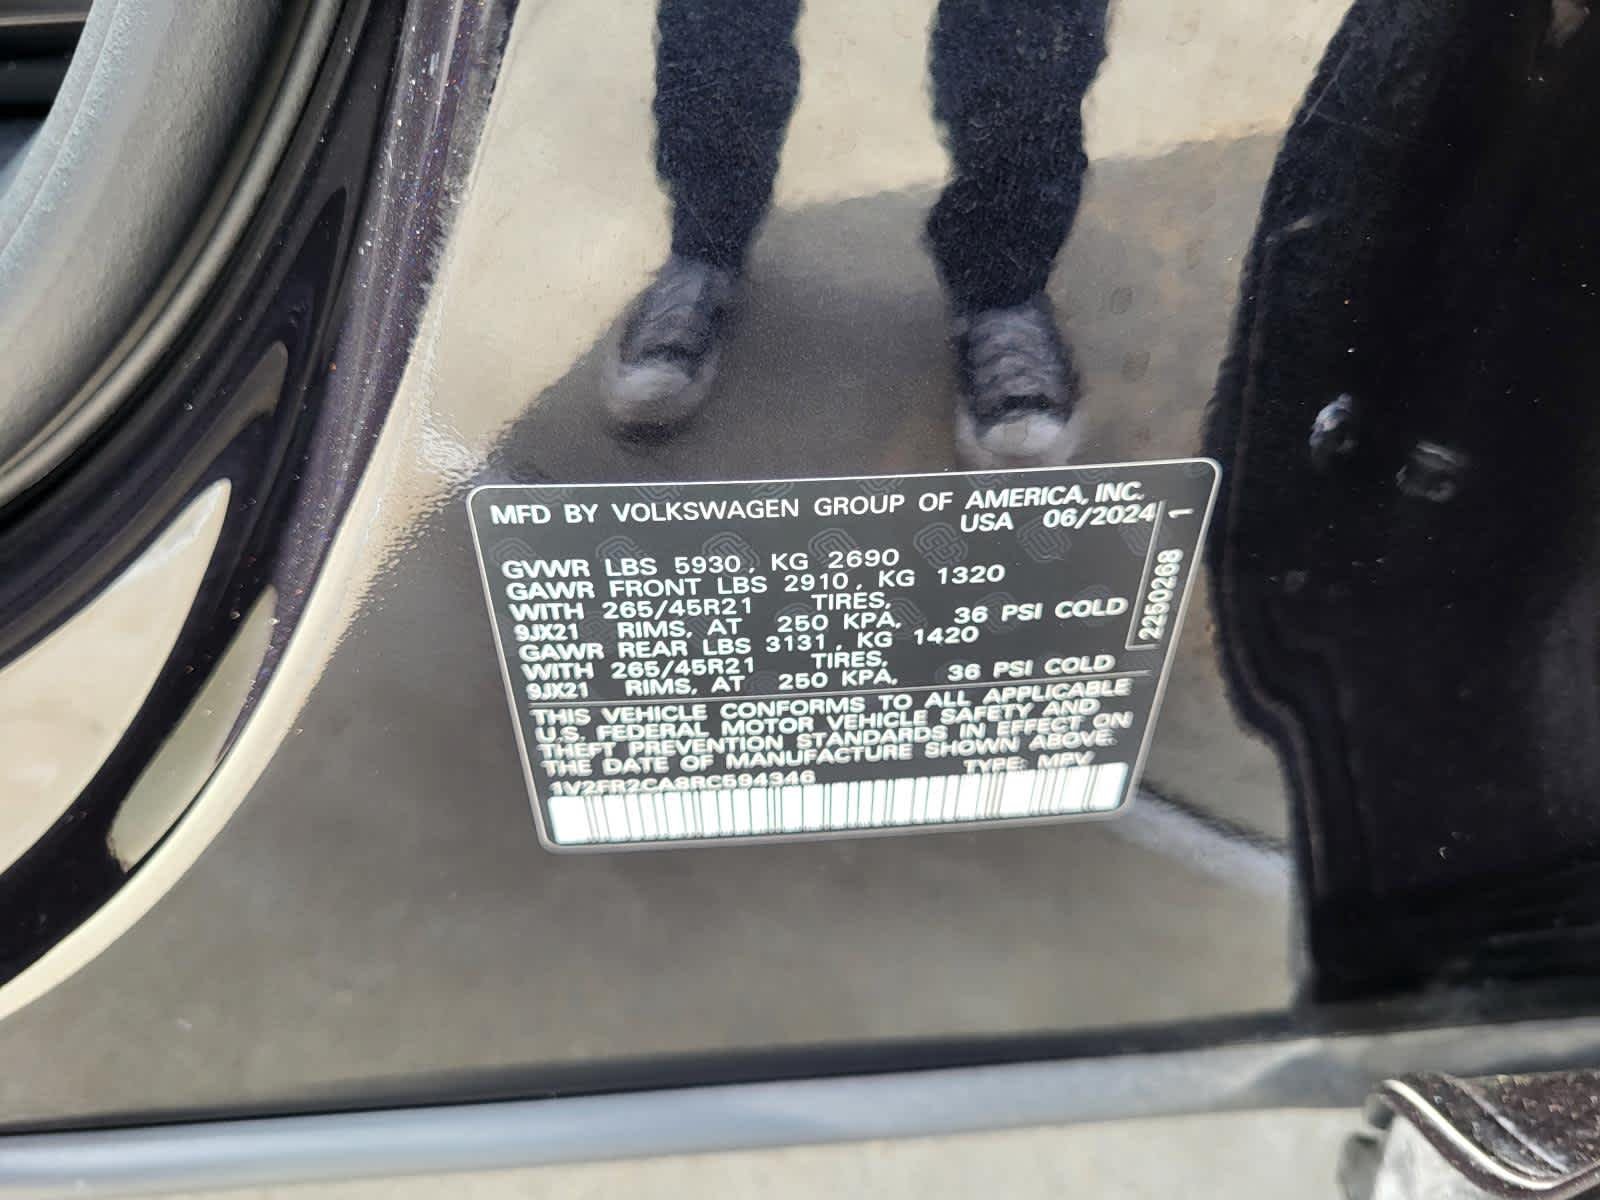 MFD BY VOLKSWAGEN GROUP OF AMERICA, INC.
USA 06/2024
1
2250268
GVWR LBS 5930, KG 2690
GAWR FRONT LBS 2910, KG 1320
WITH 265/45R21 TIRES,
9JX21 RIMS, AT 250 KPA, 36 PSI COLD
GAWR REAR LBS 3131, KG 1420
WITH 265/45R21 TIRES,
9JX21 RIMS, AT 250 KPA, 36 PSI COLD
THIS VEHICLE CONFORMS TO ALL APPLICABLE
U.S. FEDERAL MOTOR VEHICLE SAFETY AND
THEFT PREVENTION STANDARDS IN EFFECT ON
THE DATE OF MANUFACTURE SHOWN ABOVE.
1V2FR2CA8RC594346 TYPE: MPV